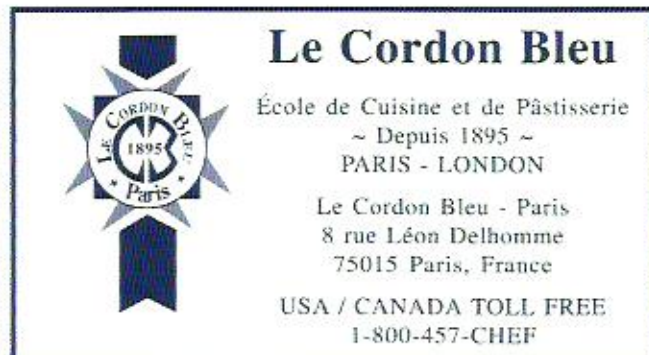 Le Cordon Bleu
École de Cuisine et de Pâstisserie
~ Depuis 1895 ~
PARIS - LONDON
Le Cordon Bleu - Paris
8 rue Léon Delhomme
75015 Paris, France
USA / CANADA TOLL FREE
1-800-457-CHEF
LE CORDON BLEU
CB
1895
Paris